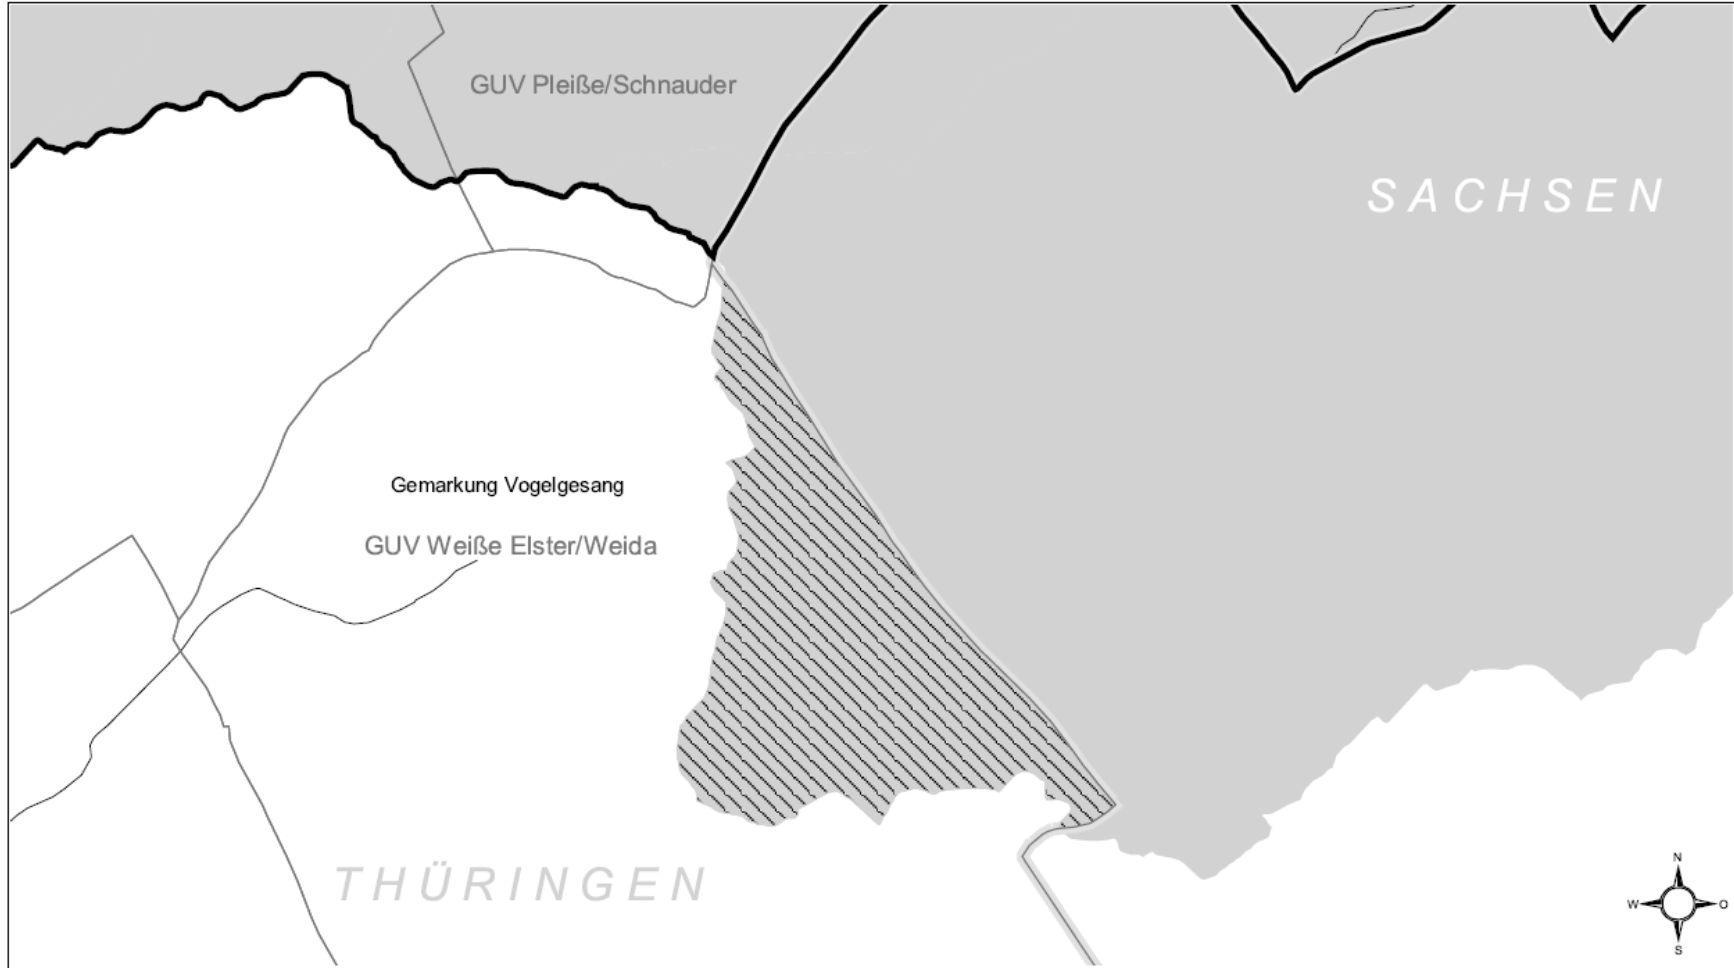 GUV Pleiße/Schnauder
SACHSEN
Gemarkung Vogelgesang
GUV Weiße Elster/Weida
THÜRINGEN
N
W O
S